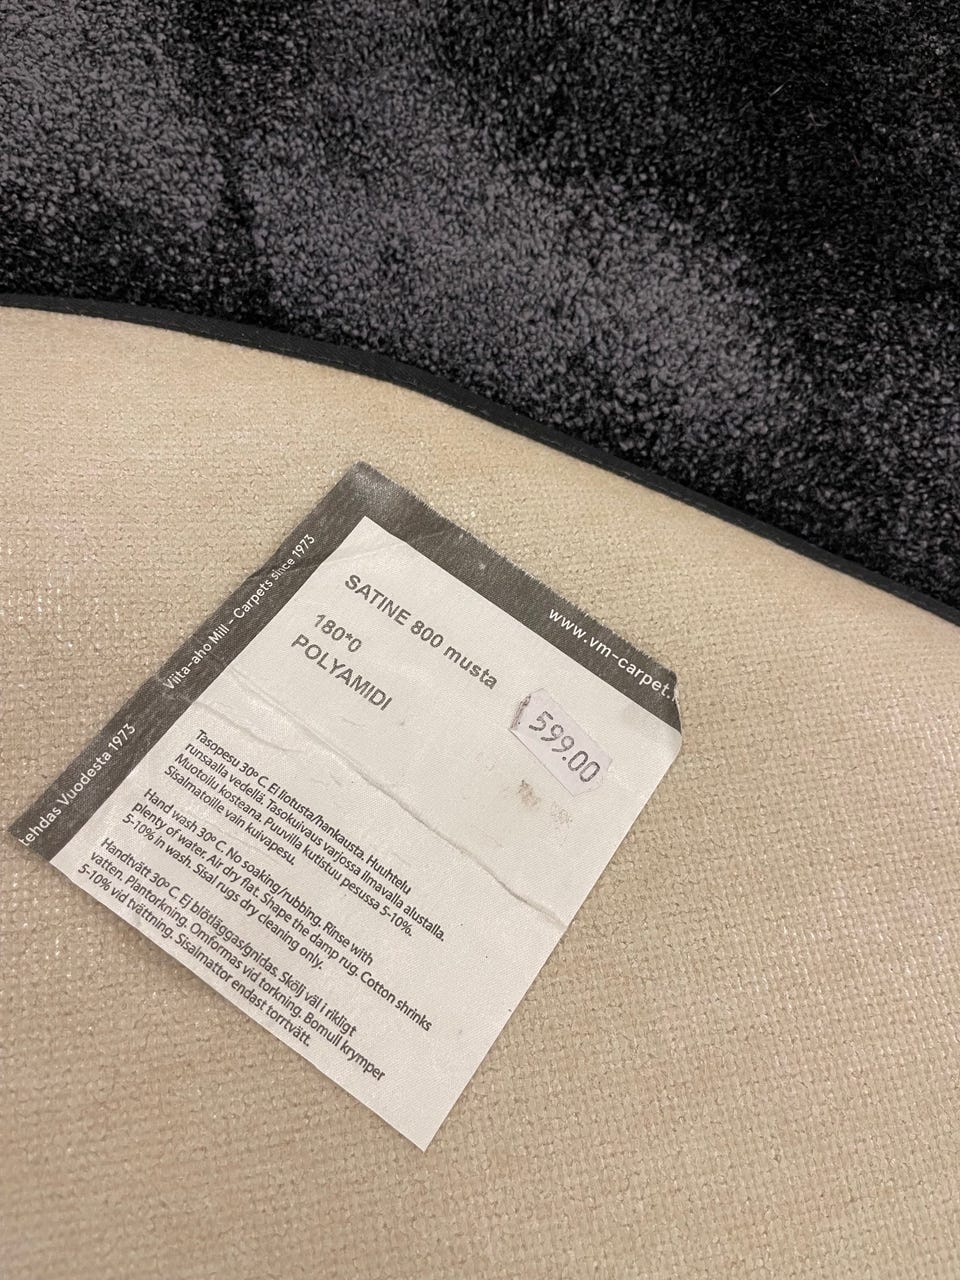 www.vm-carpet.
Viita-aho Mill - Carpets since 1973
tehdas Vuodesta 1973
SATINE 800 musta
180*0
POLYAMIDI
599.00
Tasopesu 30º C. Ei liotusta/hankausta. Huuhtelu
runsaalla vedellä. Tasokuivaus varjossa ilmavalla alustalla.
Muotoilu kosteana. Puuvilla kutistuu pesussa 5-10%.
Sisalmatoille vain kuivapesu.
Hand wash 30º C. No soaking/rubbing. Rinse with
plenty of water. Air dry flat. Shape the damp rug. Cotton shrinks
5-10% in wash. Sisal rugs dry cleaning only.
Handtvätt 30º C. Ej blötläggas/gnidas. Skölj väl i rikligt
vatten. Plantorkning. Omformas vid torkning. Bomull krymper
5-10% vid tvättning. Sisalmattor endast torrtvätt.